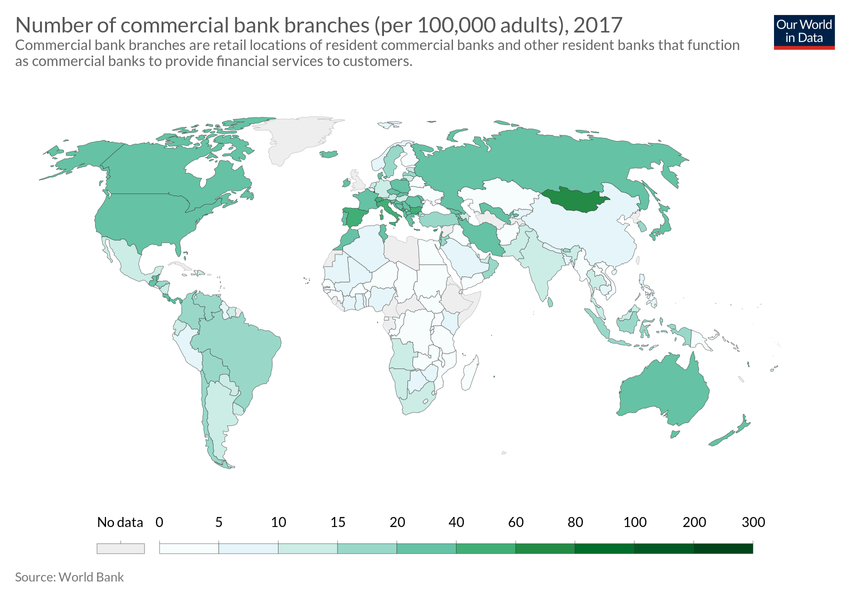 Number of commercial bank branches (per 100,000 adults), 2017
Our World
in Data
Commercial bank branches are retail locations of resident commercial banks and other resident banks that function
as commercial banks to provide financial services to customers.
No data 0 5 10 15 20 40 60 80 100 200 300
Source: World Bank